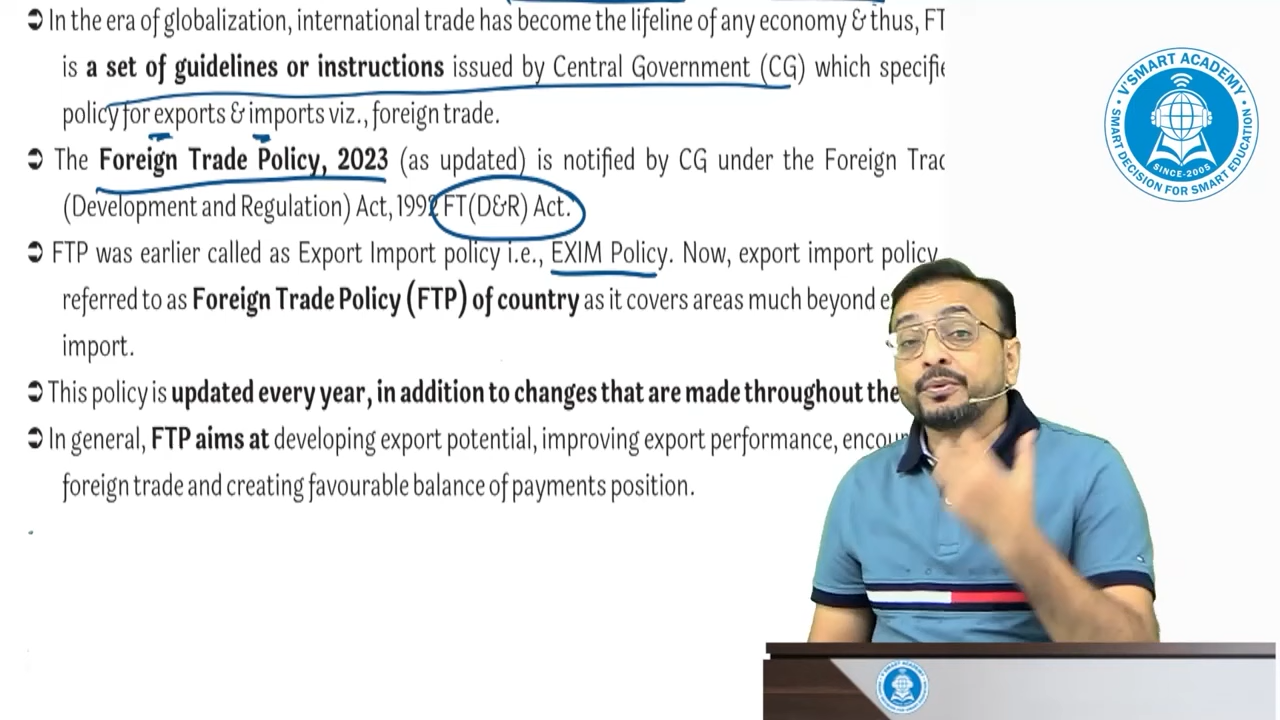 ➲ In the era of globalization, international trade has become the lifeline of any economy & thus, FT
is a set of guidelines or instructions issued by Central Government (CG) which specifie
policy for exports & imports viz., foreign trade.
➲ The Foreign Trade Policy, 2023 (as updated) is notified by CG under the Foreign Trad
(Development and Regulation) Act, 1992 FT(D&R) Act.
➲ FTP was earlier called as Export Import policy i.e., EXIM Policy. Now, export import policy
referred to as Foreign Trade Policy (FTP) of country as it covers areas much beyond e
import.
➲ This policy is updated every year, in addition to changes that are made throughout the
➲ In general, FTP aims at developing export potential, improving export performance, encou
foreign trade and creating favourable balance of payments position.
V'SMART ACADEMY
SINCE-2005
SMART DECISION FOR SMART EDUCATION
V'SMART ACADEMY